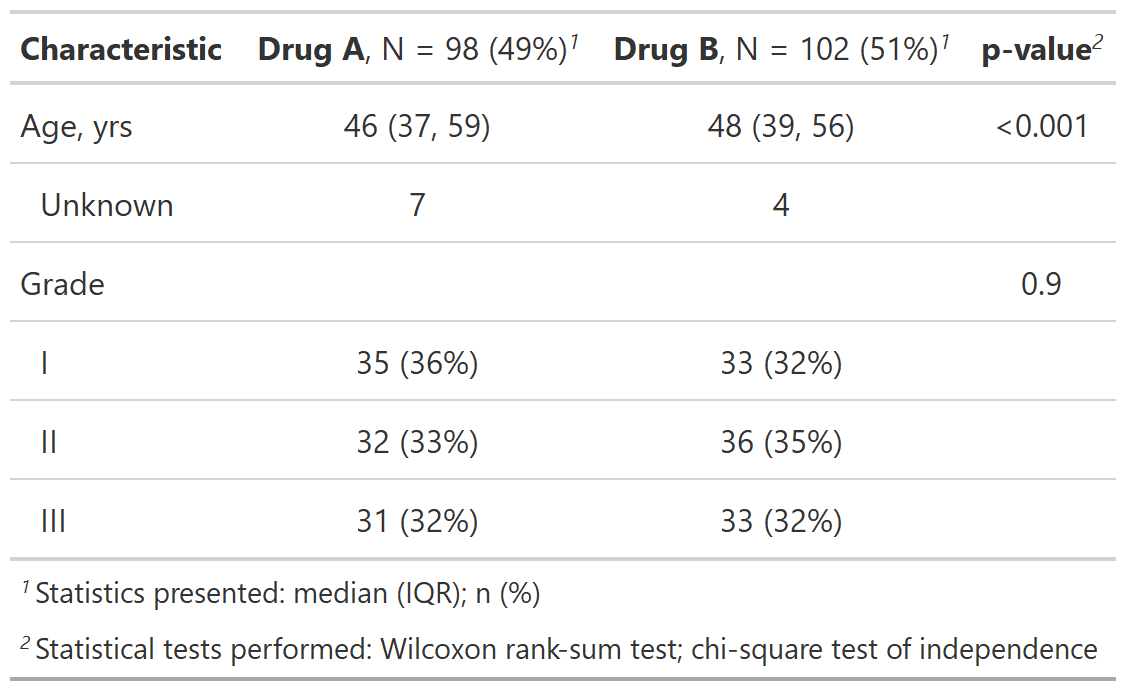 Characteristic Drug A, N = 98 (49%)1 Drug B, N = 102 (51%)1 p-value2
Age, yrs 46 (37, 59) 48 (39, 56) <0.001
Unknown 7 4
Grade 0.9
I 35 (36%) 33 (32%)
II 32 (33%) 36 (35%)
III 31 (32%) 33 (32%)
1 Statistics presented: median (IQR); n (%)
2 Statistical tests performed: Wilcoxon rank-sum test; chi-square test of independence